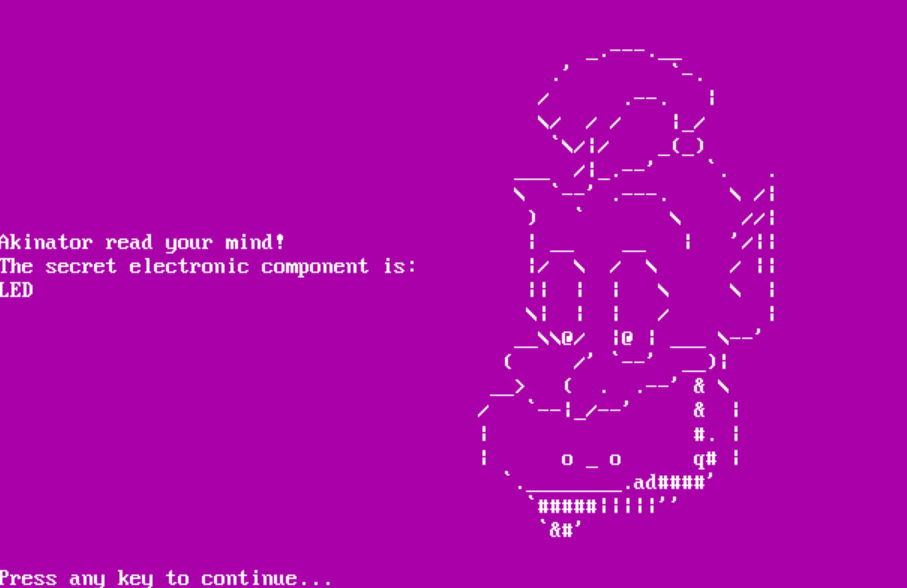 Akinator read your mind!
The secret electronic component is:
LED
Press any key to continue...